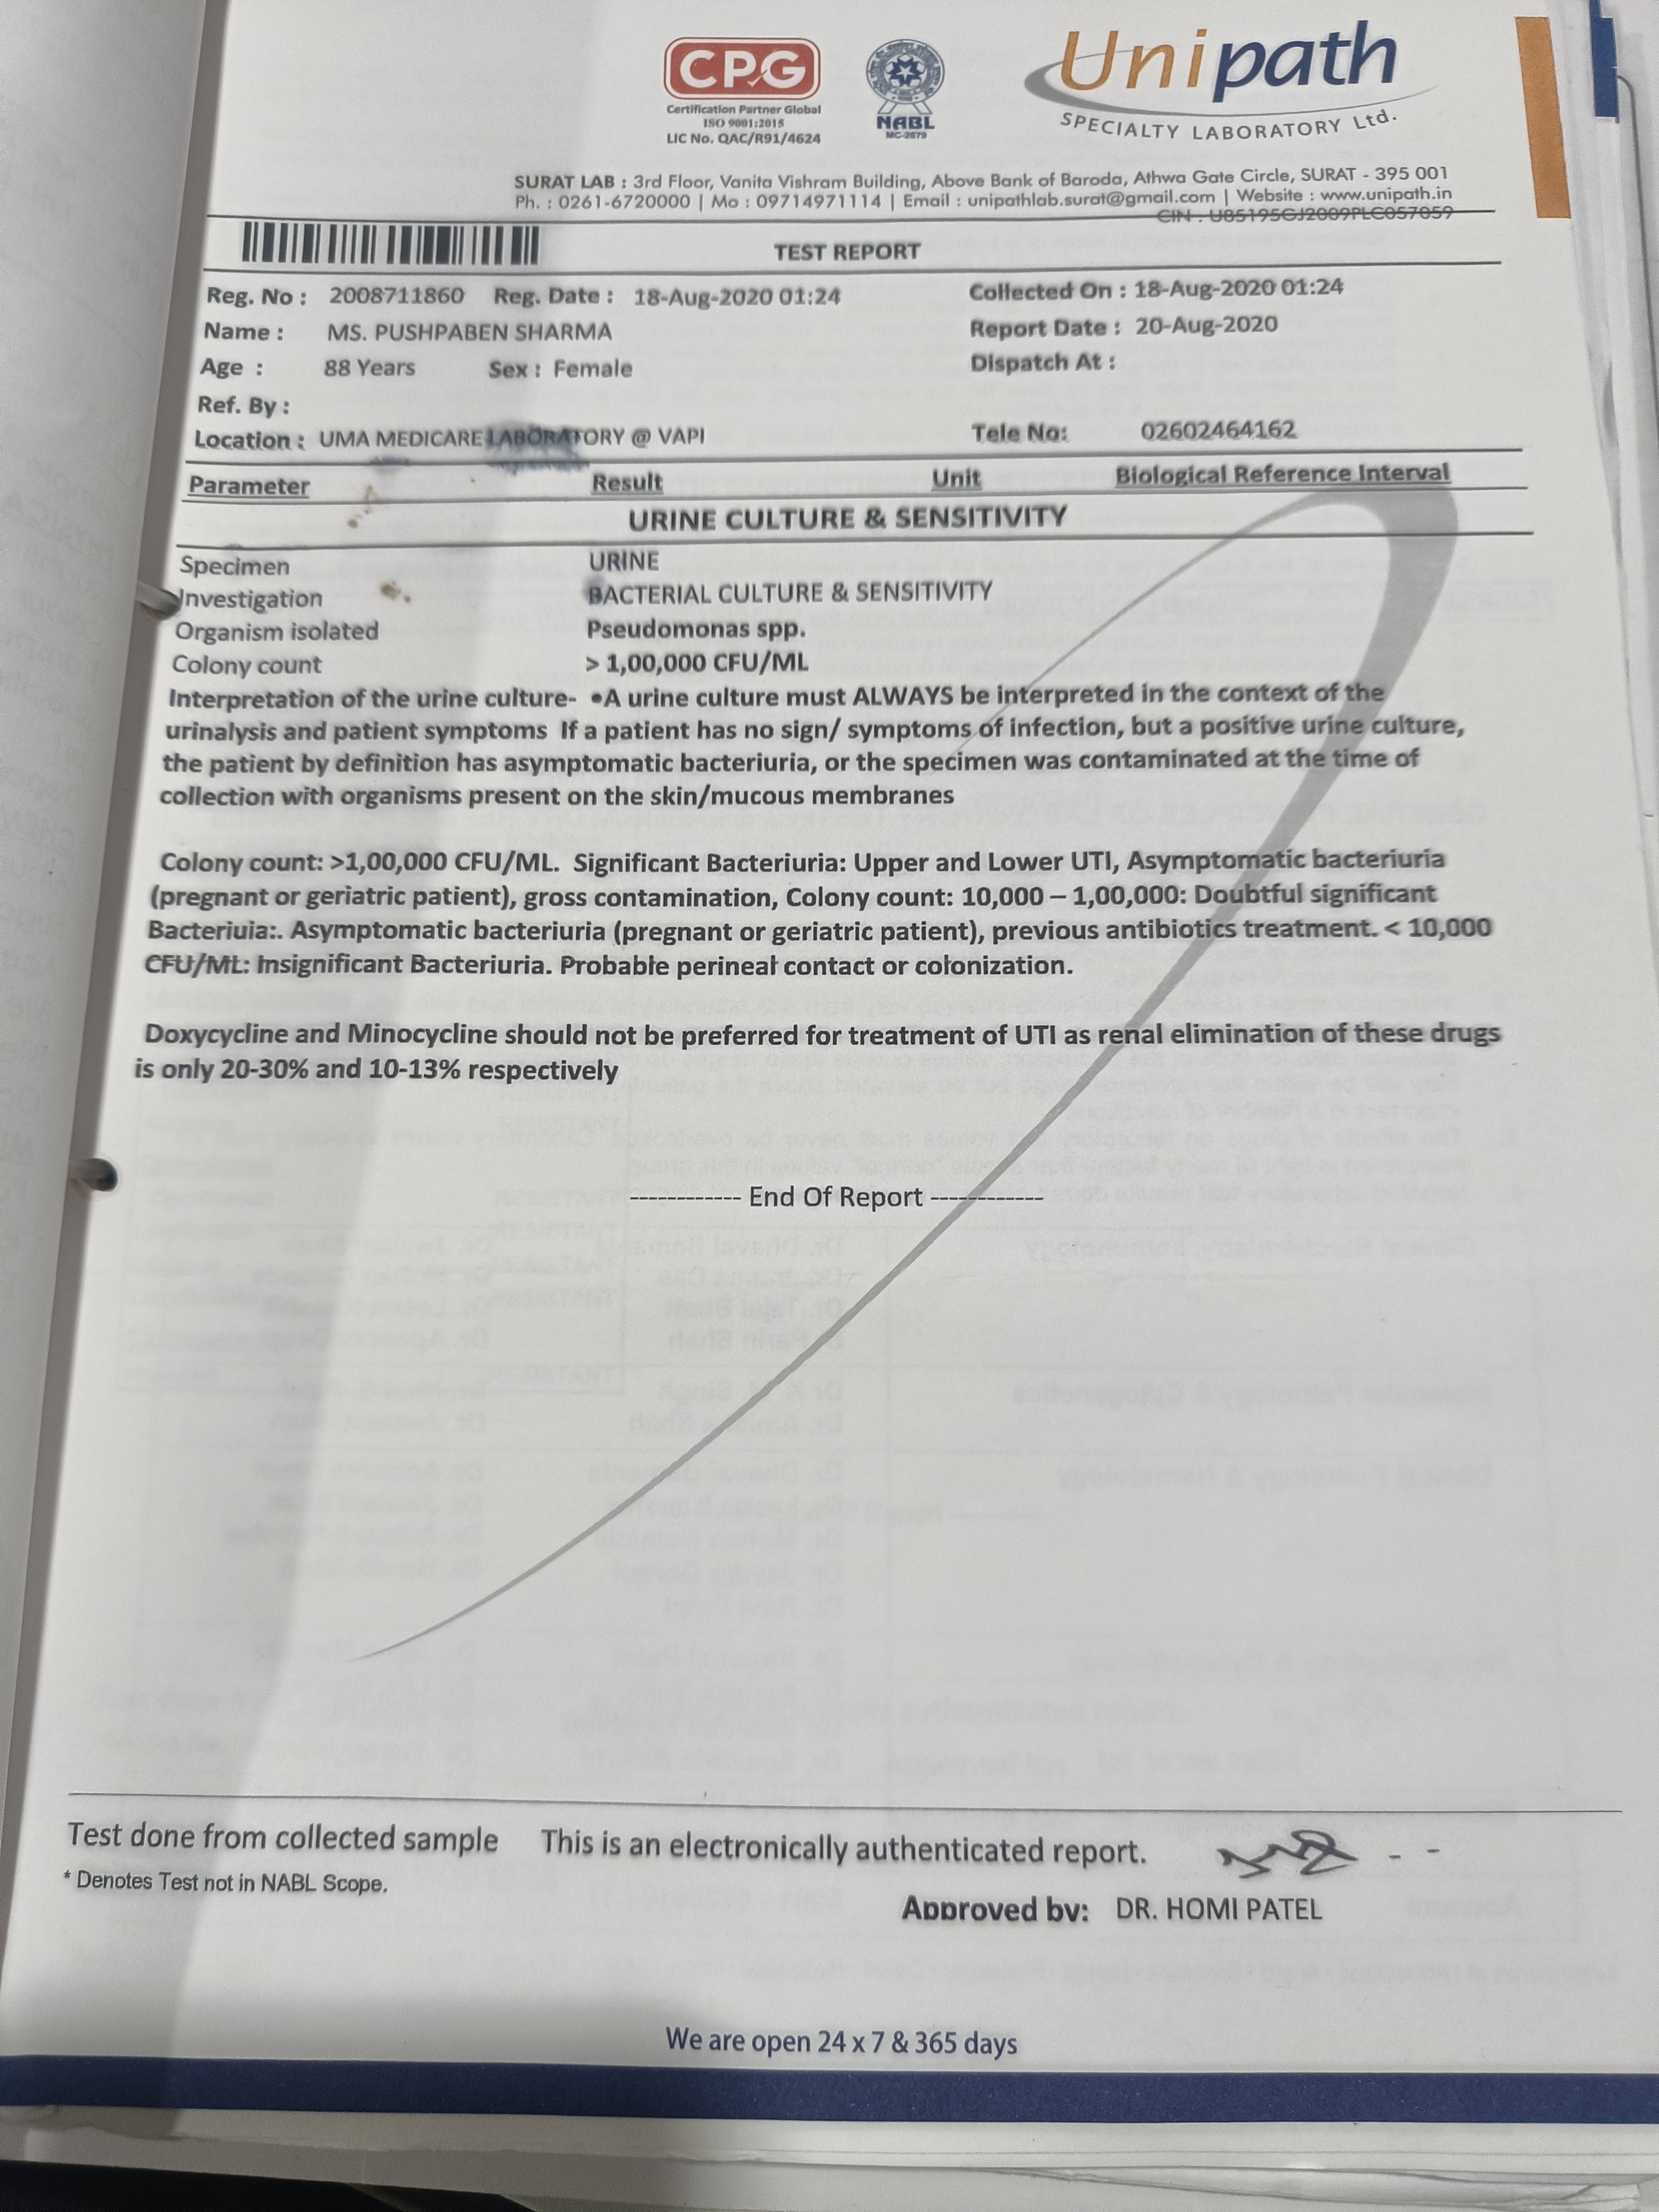 CPG
Certification Partner Global
ISO 9001:2015
LIC No. QAC/R91/4624
NABL
MC-2679
Unipath
SPECIALTY LABORATORY Ltd.
SURAT LAB : 3rd Floor, Vanita Vishram Building, Above Bank of Baroda, Athwa Gate Circle, SURAT - 395 001
Ph. : 0261-6720000 | Mo : 09714971114 | Email : unipathlab.surat@gmail.com | Website : www.unipath.in
CIN : U85195GJ2009PLC057059
TEST REPORT
Reg. No : 2008711860 Reg. Date : 18-Aug-2020 01:24 Collected On : 18-Aug-2020 01:24
Name : MS. PUSHPABEN SHARMA Report Date : 20-Aug-2020
Age : 88 Years Sex : Female Dispatch At :
Ref. By :
Location : UMA MEDICARE LABORATORY @ VAPI Tele No: 02602464162
Parameter Result Unit Biological Reference Interval
URINE CULTURE & SENSITIVITY
Specimen URINE
Investigation BACTERIAL CULTURE & SENSITIVITY
Organism isolated Pseudomonas spp.
Colony count > 1,00,000 CFU/ML
Interpretation of the urine culture- •A urine culture must ALWAYS be interpreted in the context of the
urinalysis and patient symptoms If a patient has no sign/ symptoms of infection, but a positive urine culture,
the patient by definition has asymptomatic bacteriuria, or the specimen was contaminated at the time of
collection with organisms present on the skin/mucous membranes
Colony count: >1,00,000 CFU/ML. Significant Bacteriuria: Upper and Lower UTI, Asymptomatic bacteriuria
(pregnant or geriatric patient), gross contamination, Colony count: 10,000 – 1,00,000: Doubtful significant
Bacteriuia:. Asymptomatic bacteriuria (pregnant or geriatric patient), previous antibiotics treatment. < 10,000
CFU/ML: Insignificant Bacteriuria. Probable perineal contact or colonization.
Doxycycline and Minocycline should not be preferred for treatment of UTI as renal elimination of these drugs
is only 20-30% and 10-13% respectively
------------ End Of Report ------------
Test done from collected sample This is an electronically authenticated report.
* Denotes Test not in NABL Scope.
Approved by: DR. HOMI PATEL
We are open 24 x 7 & 365 days